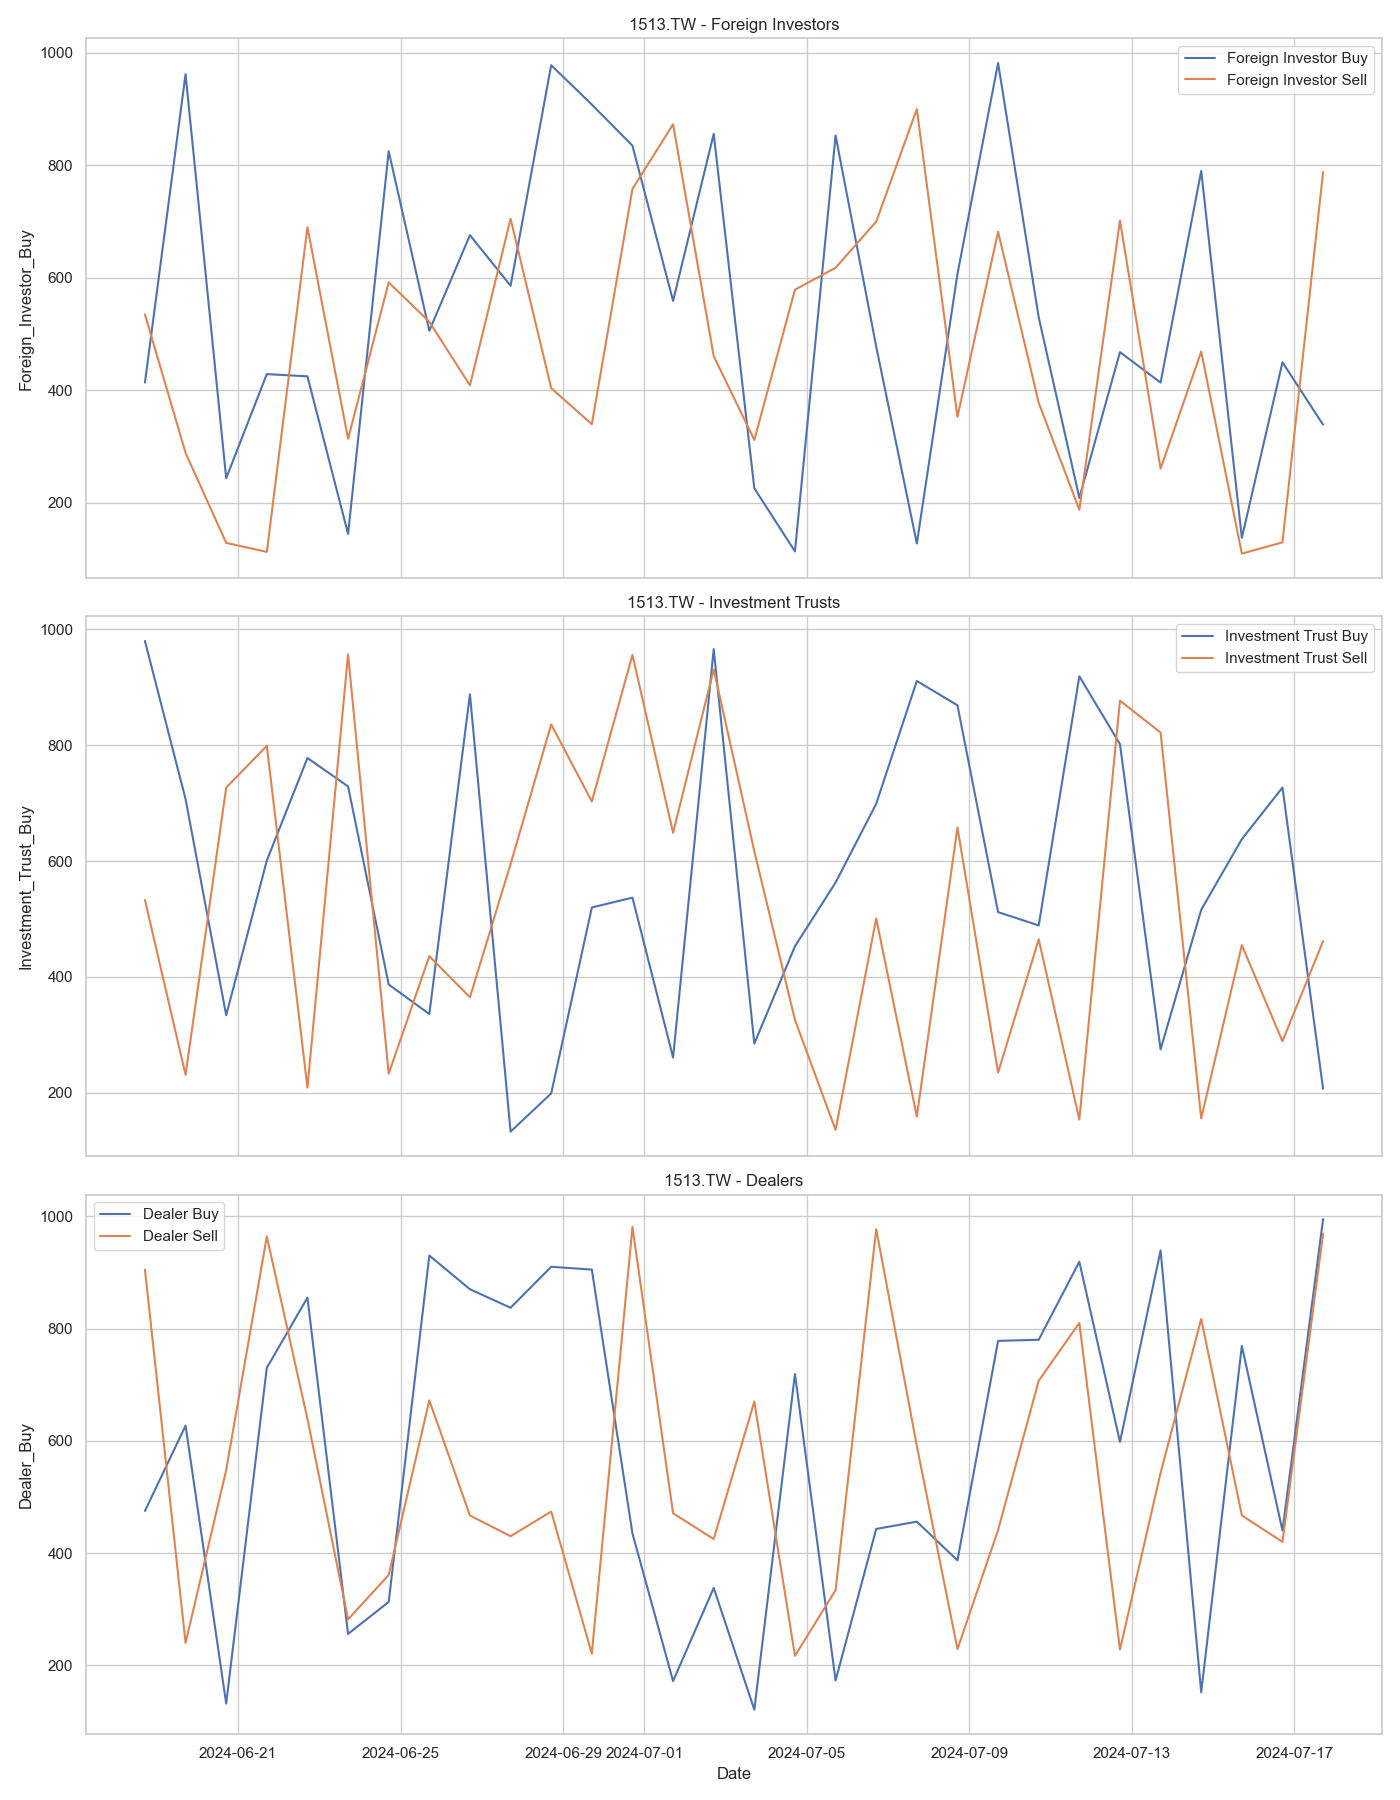 1513.TW - Foreign Investors
1000
800
600
400
200
Foreign_Investor_Buy
Foreign Investor Buy
Foreign Investor Sell
1513.TW - Investment Trusts
1000
800
600
400
200
Investment_Trust_Buy
Investment Trust Buy
Investment Trust Sell
1513.TW - Dealers
1000
800
600
400
200
Dealer_Buy
Dealer Buy
Dealer Sell
2024-06-21 2024-06-25 2024-06-29 2024-07-01 2024-07-05 2024-07-09 2024-07-13 2024-07-17
Date